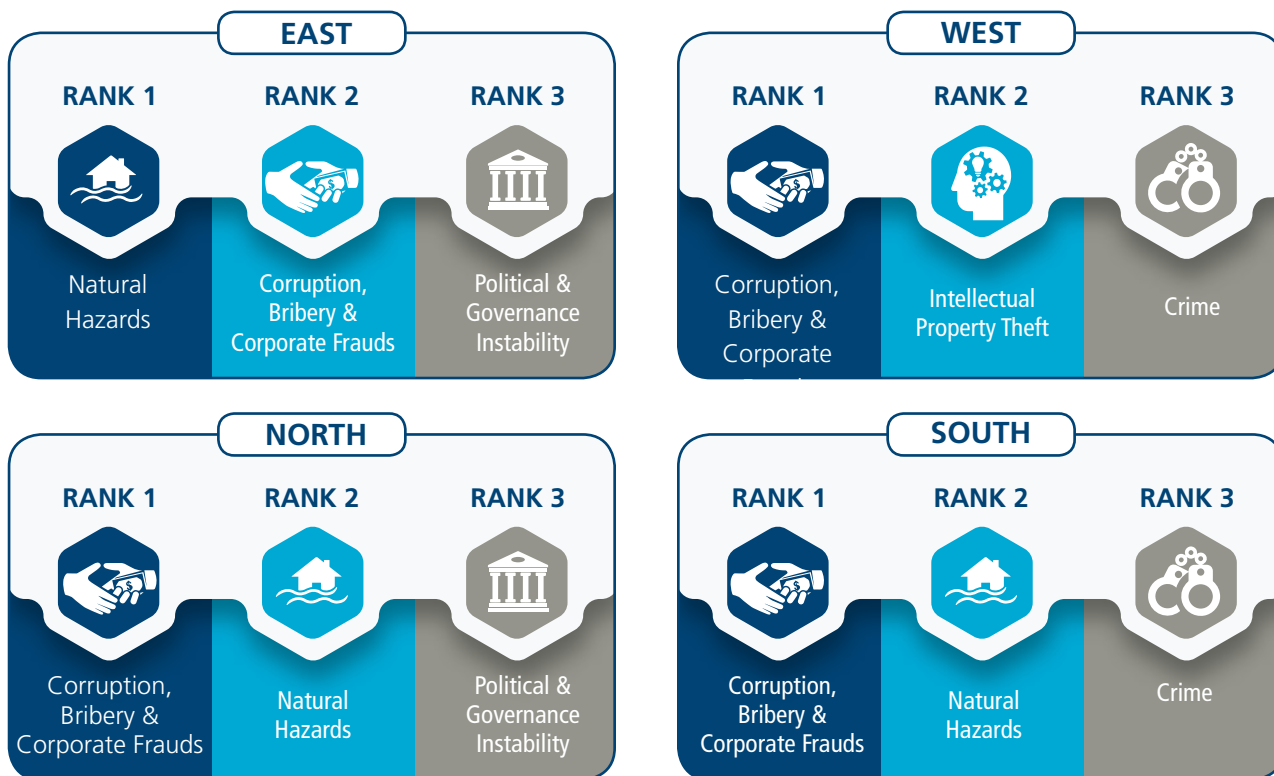 EAST
RANK 1
RANK 2
RANK 3
Natural
Hazards
Corruption,
Bribery &
Corporate Frauds
Political &
Governance
Instability
WEST
RANK 1
RANK 2
RANK 3
Corruption,
Bribery &
Corporate
Intellectual
Property Theft
Crime
NORTH
RANK 1
RANK 2
RANK 3
Corruption,
Bribery &
Corporate Frauds
Natural
Hazards
Political &
Governance
Instability
SOUTH
RANK 1
RANK 2
RANK 3
Corruption,
Bribery &
Corporate Frauds
Natural
Hazards
Crime